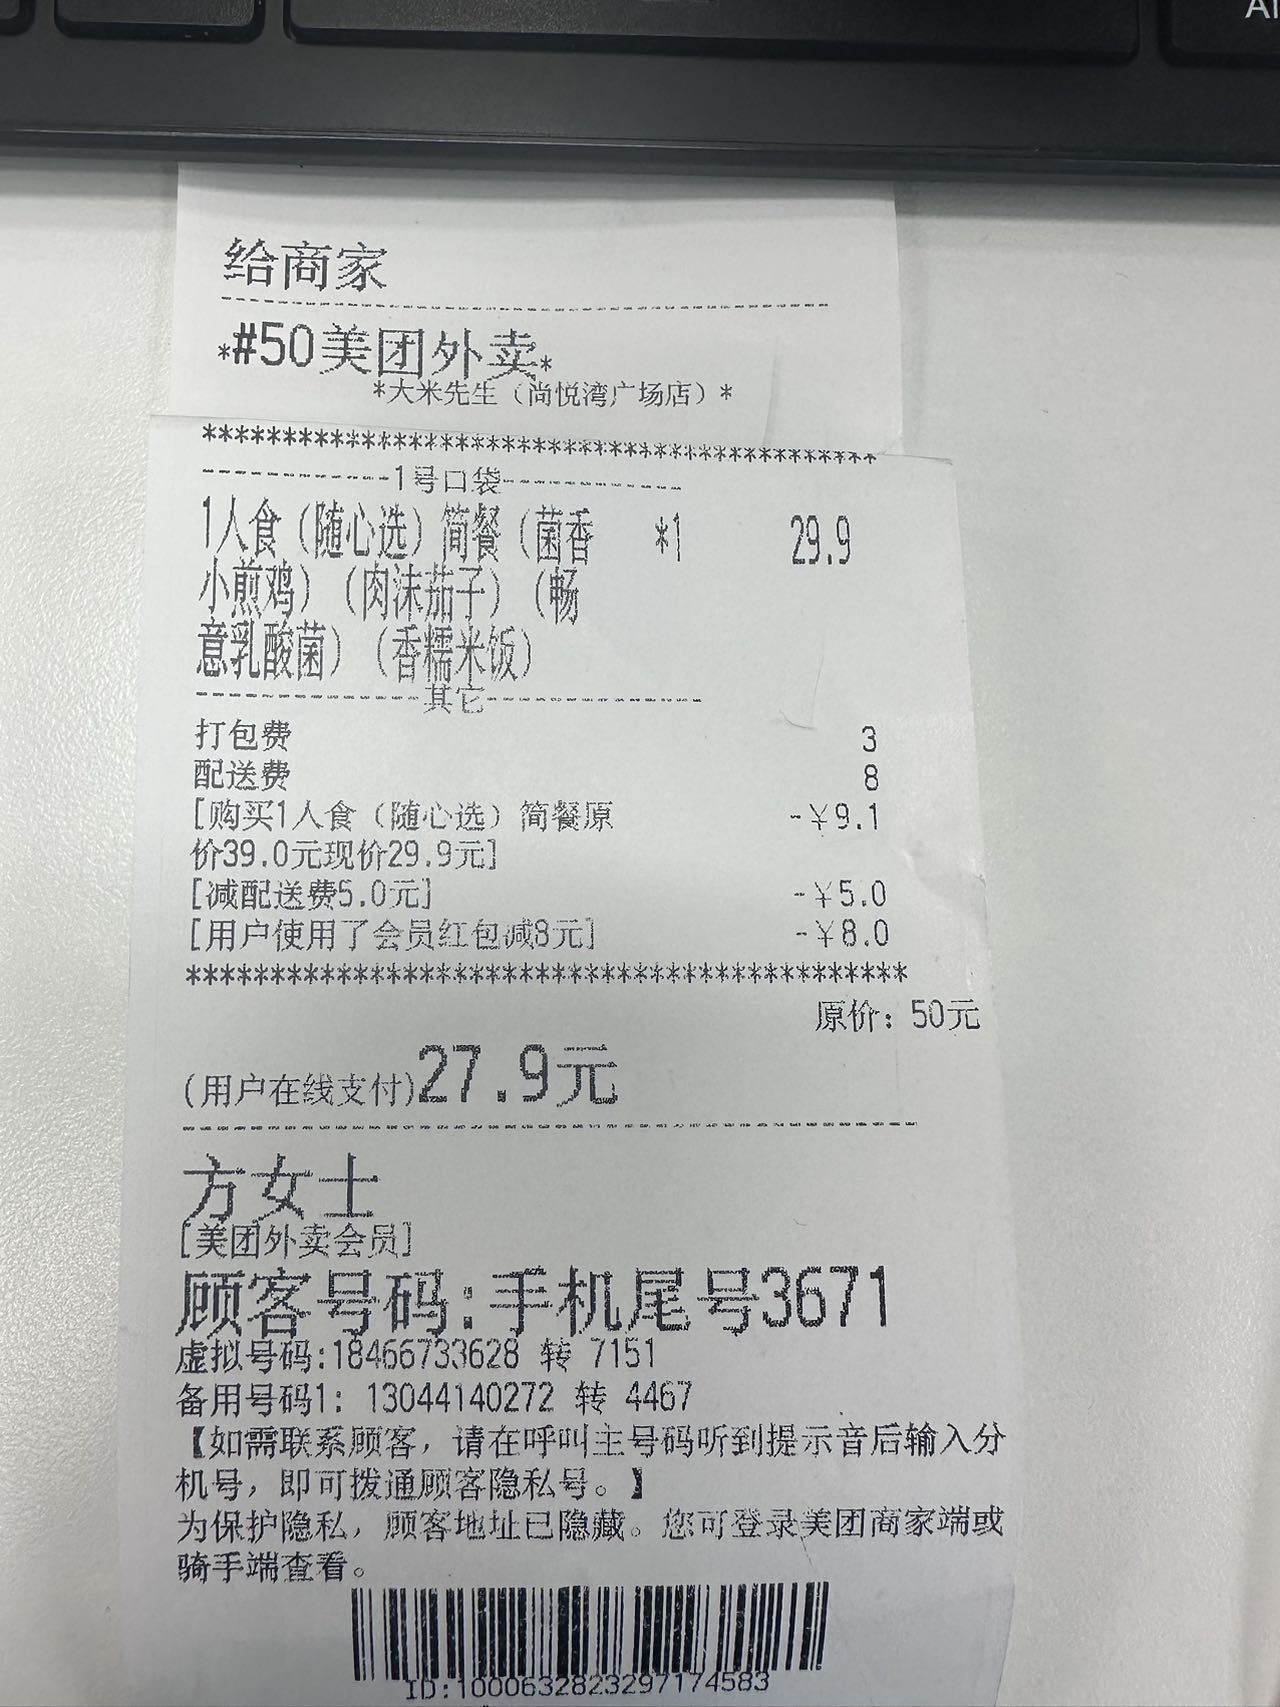 Al
给商家
*#50美团外卖*
*大米先生（尚悦湾广场店）*
******************************************
1号口袋
1人食（随心选）简餐（菌香 *1 29.9
小煎鸡）（肉沫茄子）（畅
意乳酸菌）（香糯米饭）
其它
打包费 3
配送费 8
[购买1人食（随心选）简餐原 -￥9.1
价39.0元现价29.9元]
[减配送费5.0元] -￥5.0
[用户使用了会员红包减8元] -￥8.0
******************************************
原价：50元
(用户在线支付)27.9元
方女士
[美团外卖会员]
顾客号码:手机尾号3671
虚拟号码:18466733628 转 7151
备用号码1: 13044140272 转 4467
【如需联系顾客，请在呼叫主号码听到提示音后输入分
机号，即可拨通顾客隐私号。】
为保护隐私，顾客地址已隐藏。您可登录美团商家端或
骑手端查看。
ID:1000632823297174583